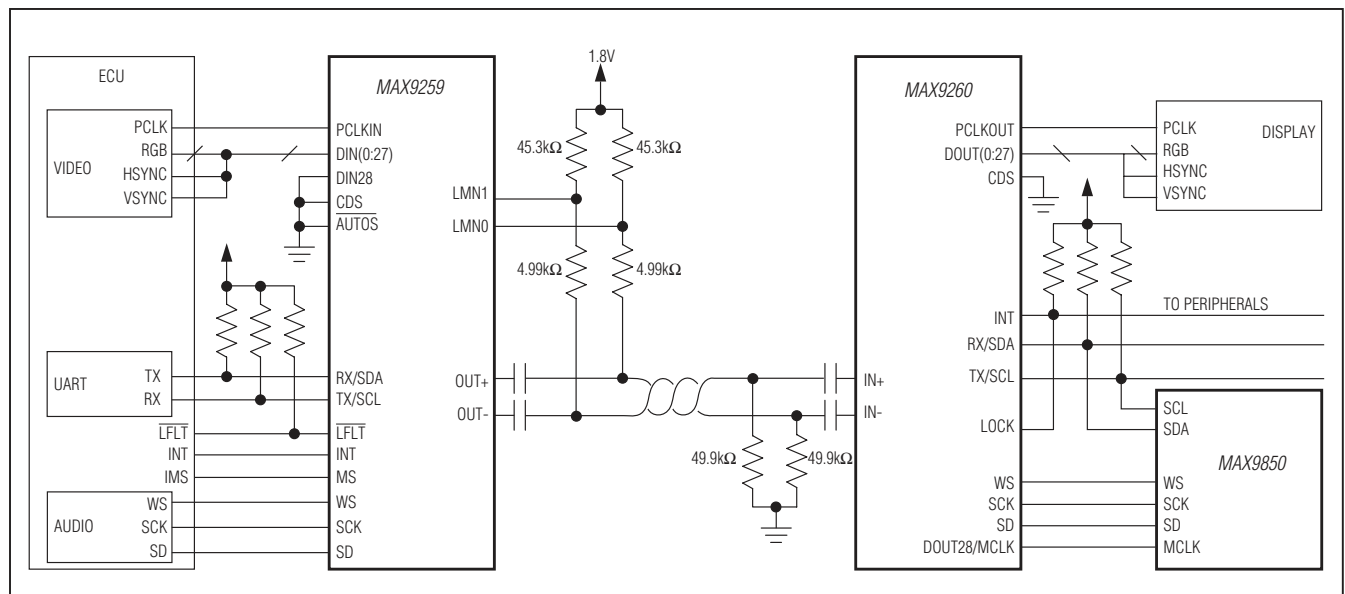 ECU
VIDEO
PCLK
RGB
HSYNC
VSYNC
UART
TX
RX
LFLT
INT
IMS
AUDIO
WS
SCK
SD
MAX9259
PCLKIN
DIN(0:27)
DIN28
CDS
AUTOS
RX/SDA
TX/SCL
LFLT
INT
MS
WS
SCK
SD
LMN1
LMN0
OUT+
OUT-
1.8V
45.3kΩ
45.3kΩ
4.99kΩ
4.99kΩ
49.9kΩ
49.9kΩ
MAX9260
PCLKOUT
DOUT(0:27)
CDS
INT
RX/SDA
TX/SCL
LOCK
WS
SCK
SD
DOUT28/MCLK
IN+
IN-
DISPLAY
PCLK
RGB
HSYNC
VSYNC
TO PERIPHERALS
MAX9850
SCL
SDA
WS
SCK
SD
MCLK